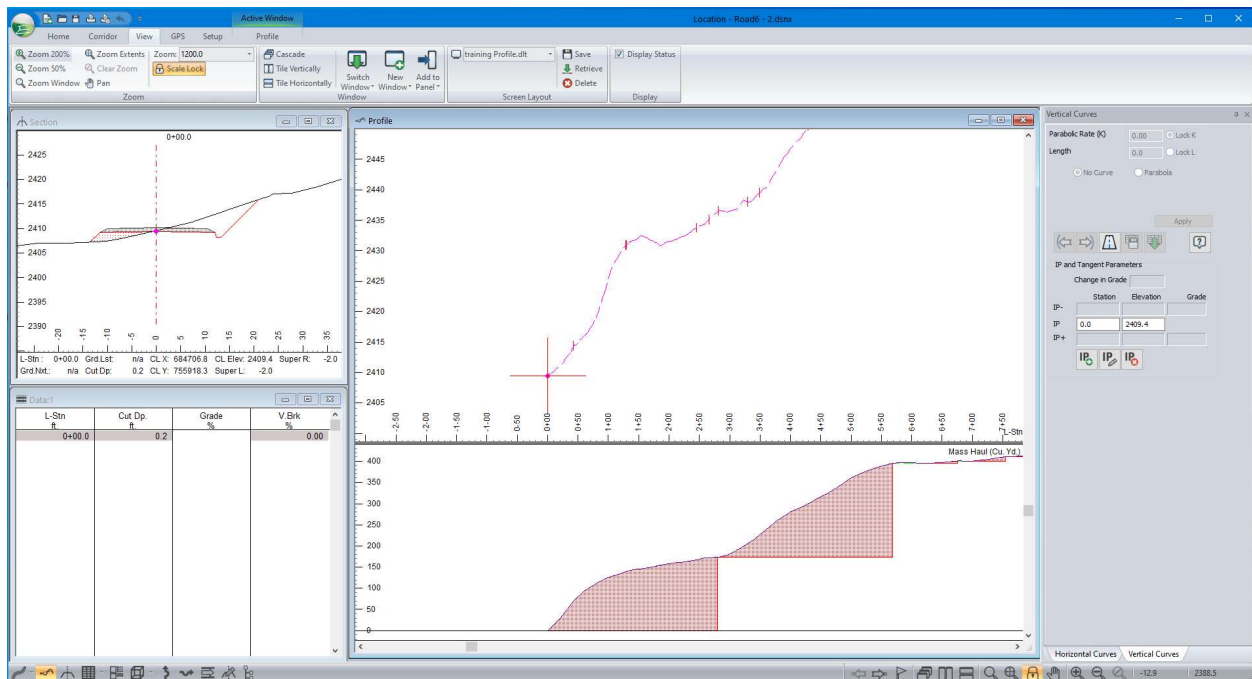 Active Window
Location - Road6 - 2.dsnx
Home Corridor View GPS Setup Profile
Zoom 200% Zoom Extents Zoom: 1200.0
Zoom 50% Clear Zoom Scale Lock
Zoom Window Pan
Zoom
Cascade
Tile Vertically
Tile Horizontally
Switch Window New Window Add to Panel
Window
training Profile.dlt Save
Retrieve
Delete
Screen Layout
Display Status
Display
Section
0+00.0
2425
2420
2415
2410
2405
2400
2395
2390
-20 -15 -10 -5 0 5 10 15 20 25 30 35
L-Stn : 0+00.0 Grd.Lst: n/a CL X: 684706.8 CL Elev: 2409.4 Super R: -2.0
Grd.Nxt.: n/a Cut Dp: 0.2 CL Y: 755918.3 Super L: -2.0
Data:1
L-Stn Cut Dp. Grade V.Brk
ft. ft. % %
0+00.0 0.2 0.00
Profile
2445
2440
2435
2430
2425
2420
2415
2410
2405
-2-50 -2-00 -1-50 -1-00 0-50 0+00 0+50 1+00 1+50 2+00 2+50 3+00 3+50 4+00 4+50 5+00 5+50 6+00 6+50 7+00 7+50
L-Stn
Mass Haul (Cu. Yd.)
400
350
300
250
200
150
100
50
0
Vertical Curves
Parabolic Rate (K) 0.00 Lock K
Length 0.0 Lock L
No Curve Parabola
Apply
IP and Tangent Parameters
Change in Grade
Station Elevation Grade
IP-
IP 0.0 2409.4
IP+
IP IP IP
Horizontal Curves Vertical Curves
-12.9 2388.5